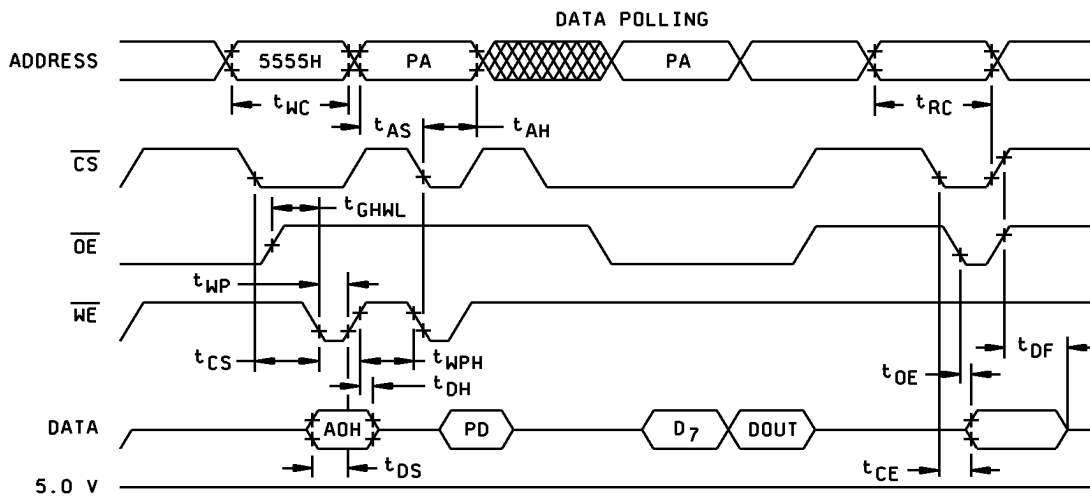 DATA POLLING
ADDRESS 5555H PA PA
tWC tAS tAH tRC
CS
tGHWL
OE
tWP
WE
tCS tWPH tDF
tDH tOE
DATA AOH PD D7 DOUT
tDS tCE
5.0 V